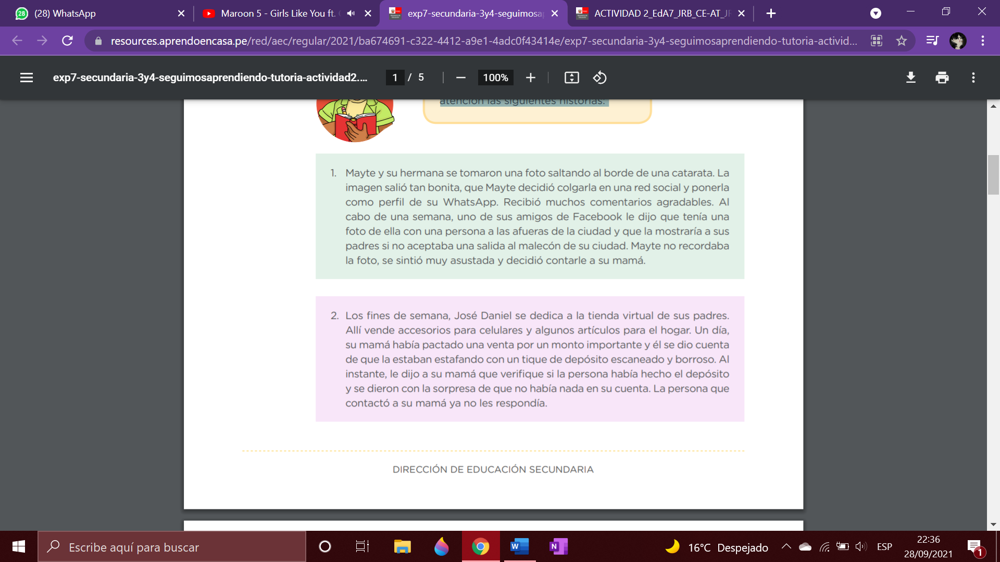 (28) WhatsApp
Maroon 5 - Girls Like You ft.
exp7-secundaria-3y4-seguimosap
ACTIVIDAD 2_EdA7_JRB_CE-AT_JF
resources.aprendoencasa.pe/red/aec/regular/2021/ba674691-c322-4412-a9e1-4adc0f43414e/exp7-secundaria-3y4-seguimosaprendiendo-tutoria-activid...
exp7-secundaria-3y4-seguimosaprendiendo-tutoria-actividad2....
1 / 5
100%
atención las siguientes historias:
1. Mayte y su hermana se tomaron una foto saltando al borde de una catarata. La
imagen salió tan bonita, que Mayte decidió colgarla en una red social y ponerla
como perfil de su WhatsApp. Recibió muchos comentarios agradables. Al
cabo de una semana, uno de sus amigos de Facebook le dijo que tenía una
foto de ella con una persona a las afueras de la ciudad y que la mostraría a sus
padres si no aceptaba una salida al malecón de su ciudad. Mayte no recordaba
la foto, se sintió muy asustada y decidió contarle a su mamá.
2. Los fines de semana, José Daniel se dedica a la tienda virtual de sus padres.
Allí vende accesorios para celulares y algunos artículos para el hogar. Un día,
su mamá había pactado una venta por un monto importante y él se dio cuenta
de que la estaban estafando con un tique de depósito escaneado y borroso. Al
instante, le dijo a su mamá que verifique si la persona había hecho el depósito
y se dieron con la sorpresa de que no había nada en su cuenta. La persona que
contactó a su mamá ya no les respondía.
DIRECCIÓN DE EDUCACIÓN SECUNDARIA
Escribe aquí para buscar
16°C Despejado
ESP
22:36
28/09/2021
1